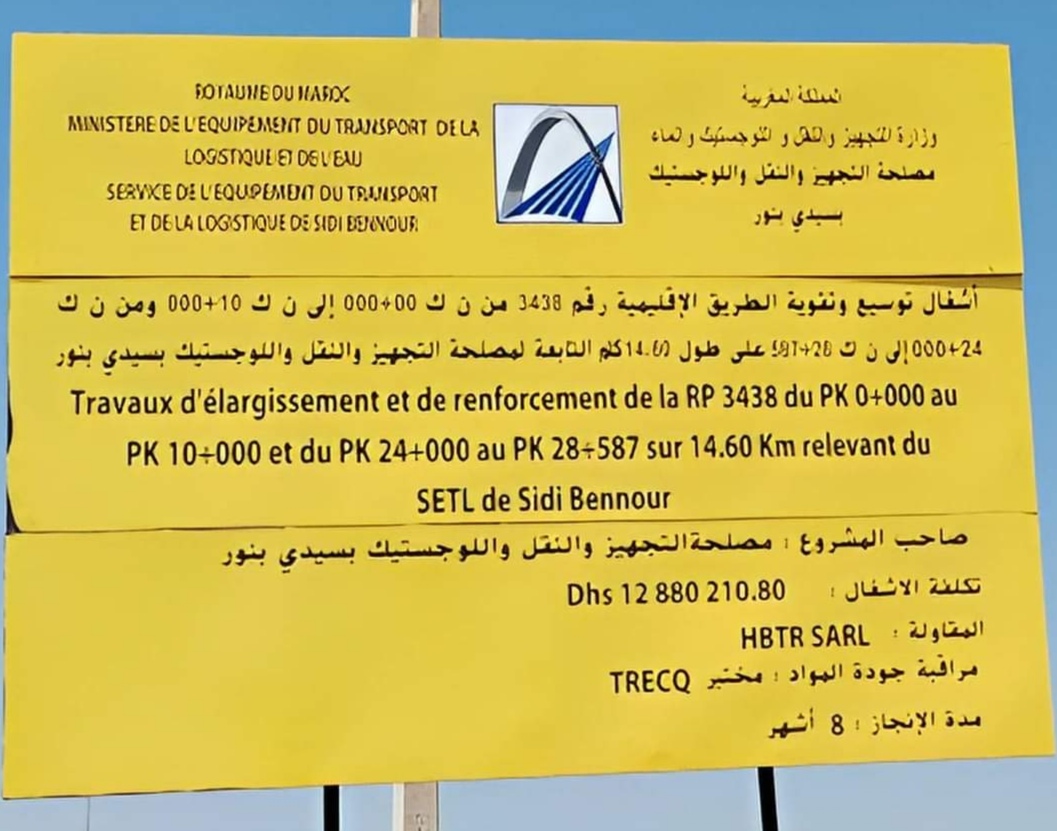 ROYAUME DU MAROC
MINISTERE DE L'EQUIPEMENT DU TRANSPORT DE LA
LOGISTIQUE ET DE L'EAU
SERVICE DE L'EQUIPEMENT DU TRANSPORT
ET DE LA LOGISTIQUE DE SIDI BENNOUR
المملكة المغربية
وزارة التجهيز والنقل و اللوجستيك والماء
مصلحة التجهيز والنقل واللوجستيك
بسيدي بنور
أشغال توسيع وتقوية الطريق الإقليمية رقم 3438 من ن ك 00+000 إلى ن ك 10+000 ومن ن ك
24+000 إلى ن ك 28+587 على طول 14.60 كلم التابعة لمصلحة التجهيز والنقل واللوجستيك بسيدي بنور
Travaux d'élargissement et de renforcement de la RP 3438 du PK 0+000 au
PK 10+000 et du PK 24+000 au PK 28+587 sur 14.60 Km relevant du
SETL de Sidi Bennour
صاحب المشروع : مصلحة التجهيز والنقل واللوجستيك بسيدي بنور
تكلفة الاشغال : Dhs 12 880 210.80
المقاولة : HBTR SARL
مراقبة جودة المواد : مختبر TRECQ
مدة الإنجاز : 8 أشهر